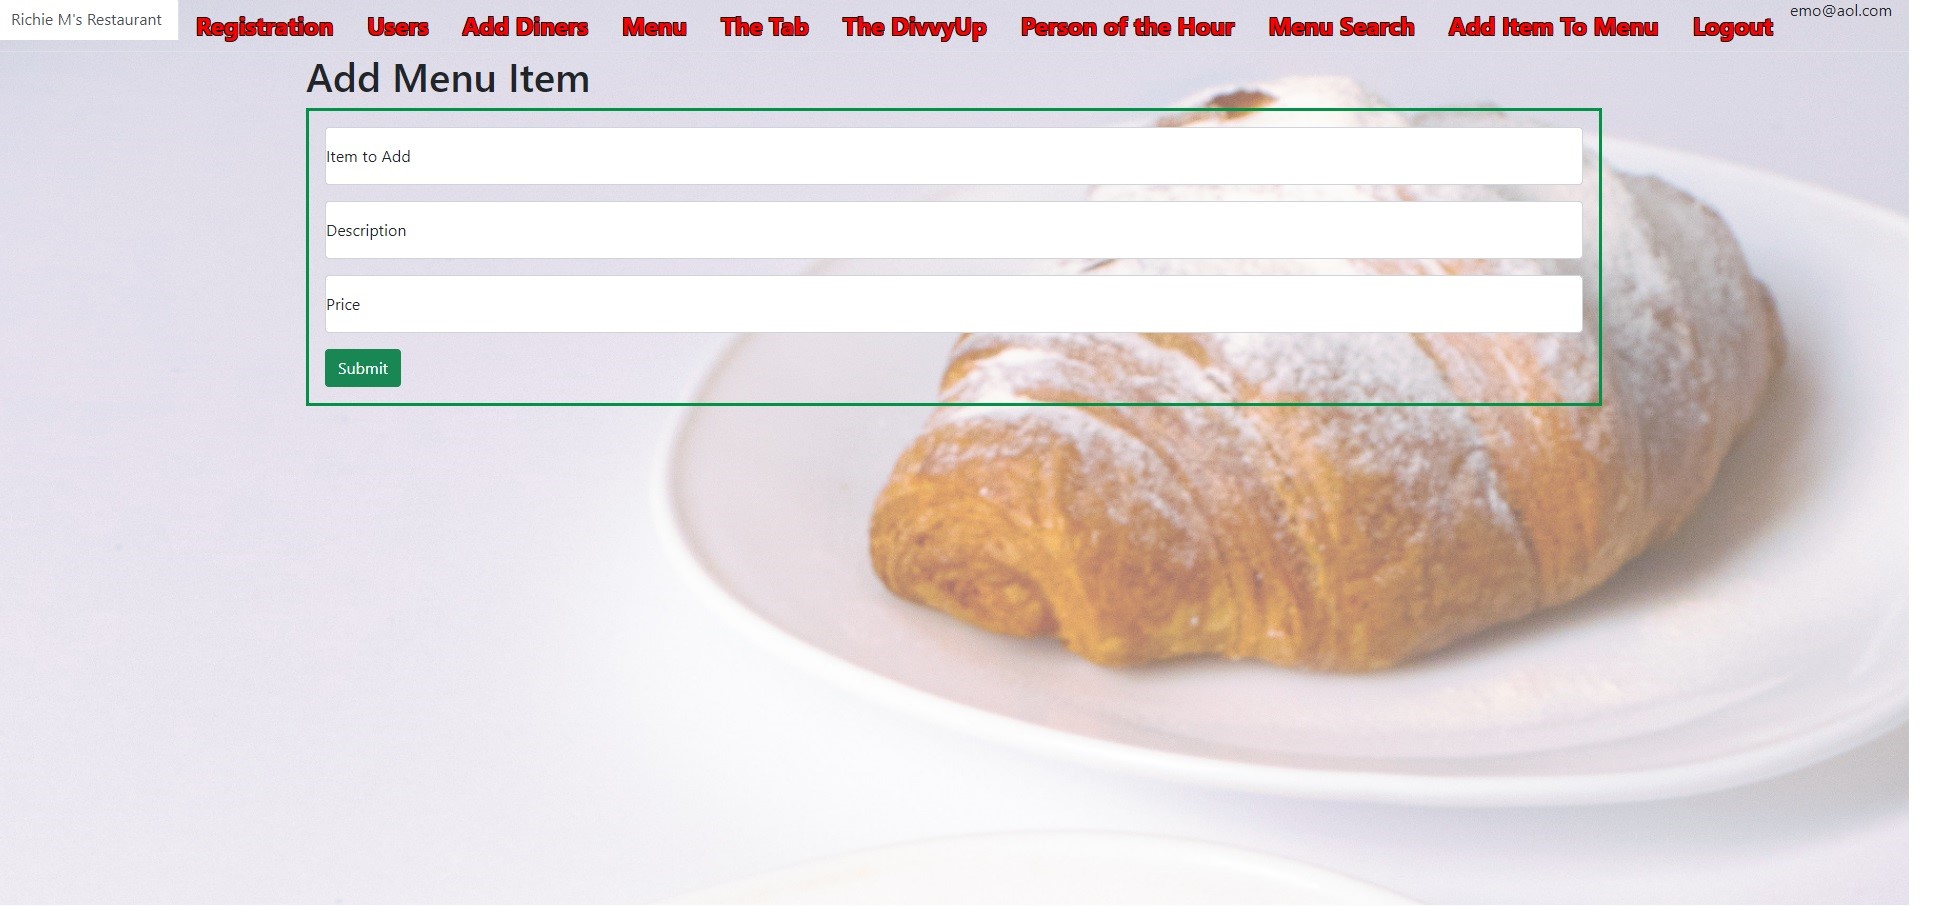 Richie M's Restaurant Registration Users Add Diners Menu The Tab The DivvyUp Person of the Hour Menu Search Add Item To Menu Logout emo@aol.com
Add Menu Item
Item to Add
Description
Price
Submit